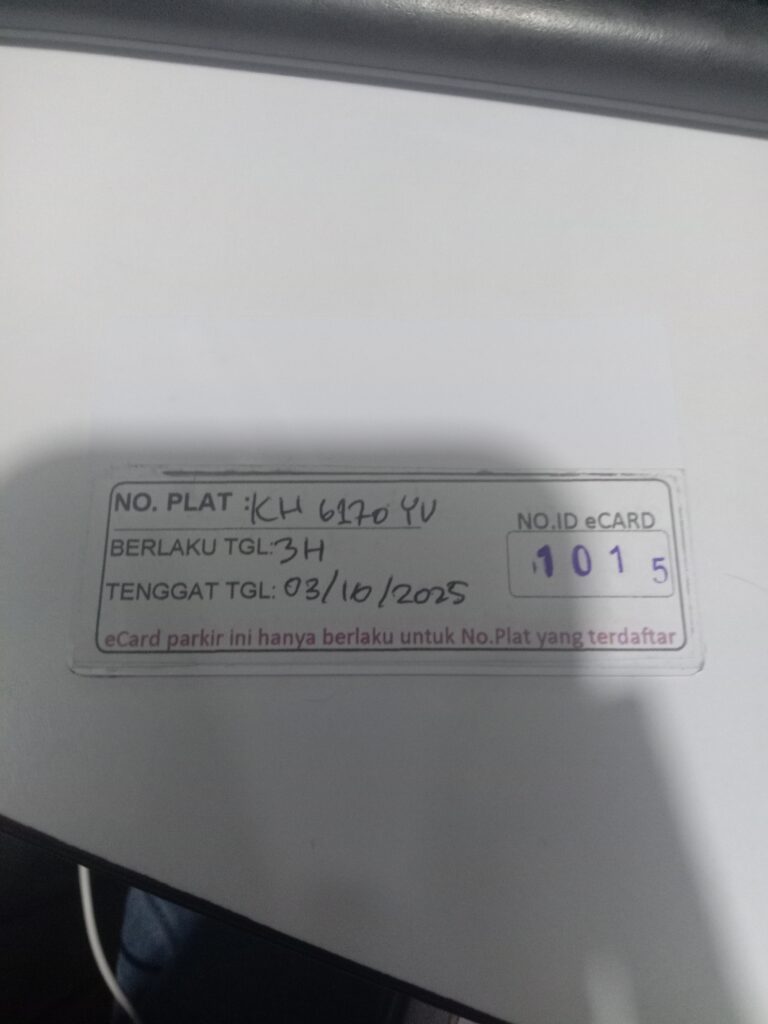 NO. PLAT : KH 6170 YV
BERLAKU TGL: 3H
TENGGAT TGL: 03/10/2025
NO.ID eCARD
1015
eCard parkir ini hanya berlaku untuk No.Plat yang terdaftar